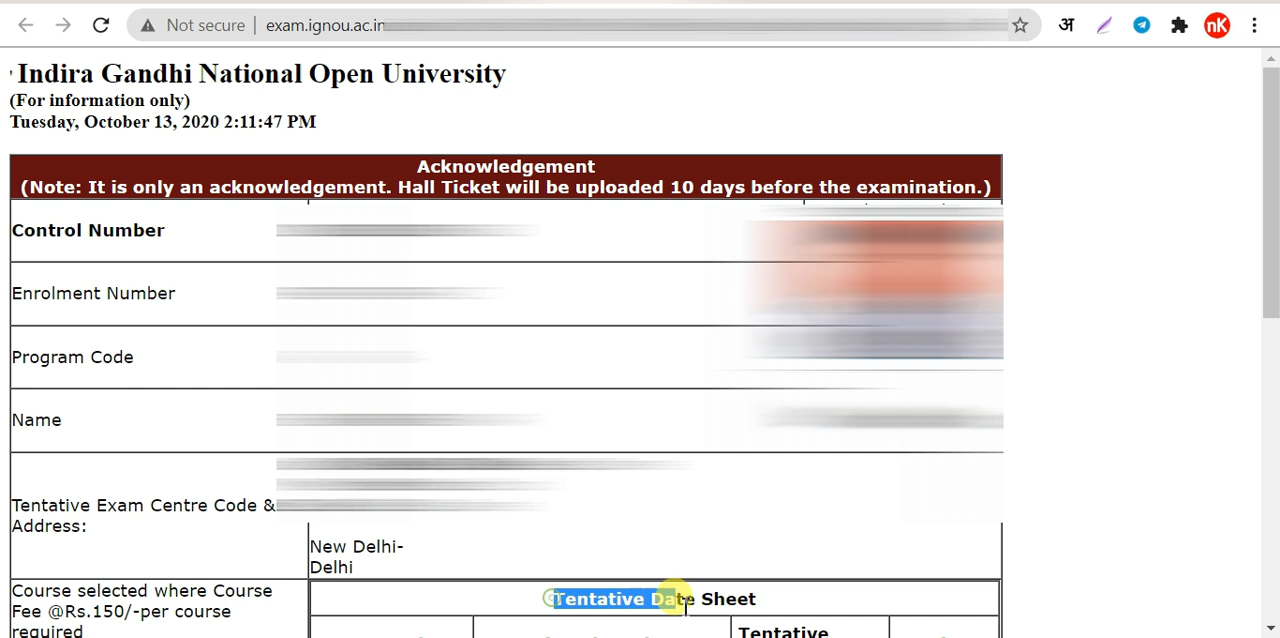 Not secure | exam.ignou.ac.in
nK
Indira Gandhi National Open University
(For information only)
Tuesday, October 13, 2020 2:11:47 PM
Acknowledgement
(Note: It is only an acknowledgement. Hall Ticket will be uploaded 10 days before the examination.)
Control Number
Enrolment Number
Program Code
Name
Tentative Exam Centre Code &
Address:
New Delhi-
Delhi
Course selected where Course
Fee @Rs.150/-per course
required
Tentative Date Sheet
Tentative